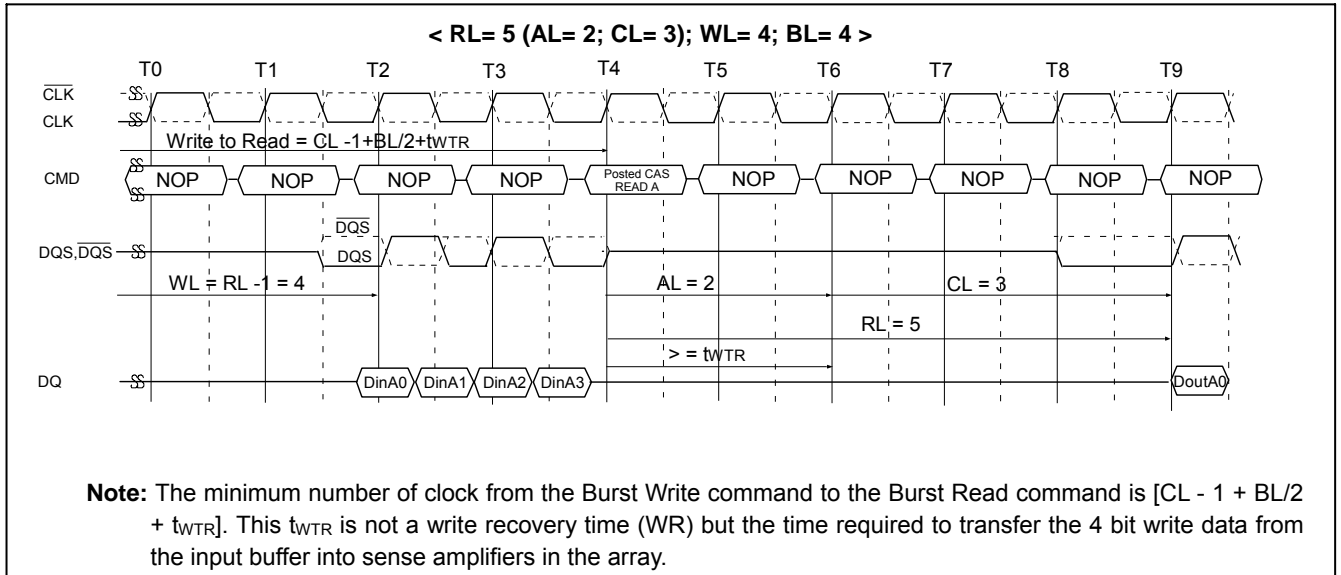 < RL= 5 (AL= 2; CL= 3); WL= 4; BL= 4 >
T0 T1 T2 T3 T4 T5 T6 T7 T8 T9
CLK
CLK
Write to Read = CL -1+BL/2+tWTR
CMD NOP NOP NOP NOP Posted CAS READ A NOP NOP NOP NOP NOP
DQS
DQS,DQS DQS
WL = RL -1 = 4 AL = 2 CL = 3
RL = 5
> = tWTR
DQ DinA0 DinA1 DinA2 DinA3 DoutA0
Note: The minimum number of clock from the Burst Write command to the Burst Read command is [CL - 1 + BL/2
+ tWTR]. This tWTR is not a write recovery time (WR) but the time required to transfer the 4 bit write data from
the input buffer into sense amplifiers in the array.